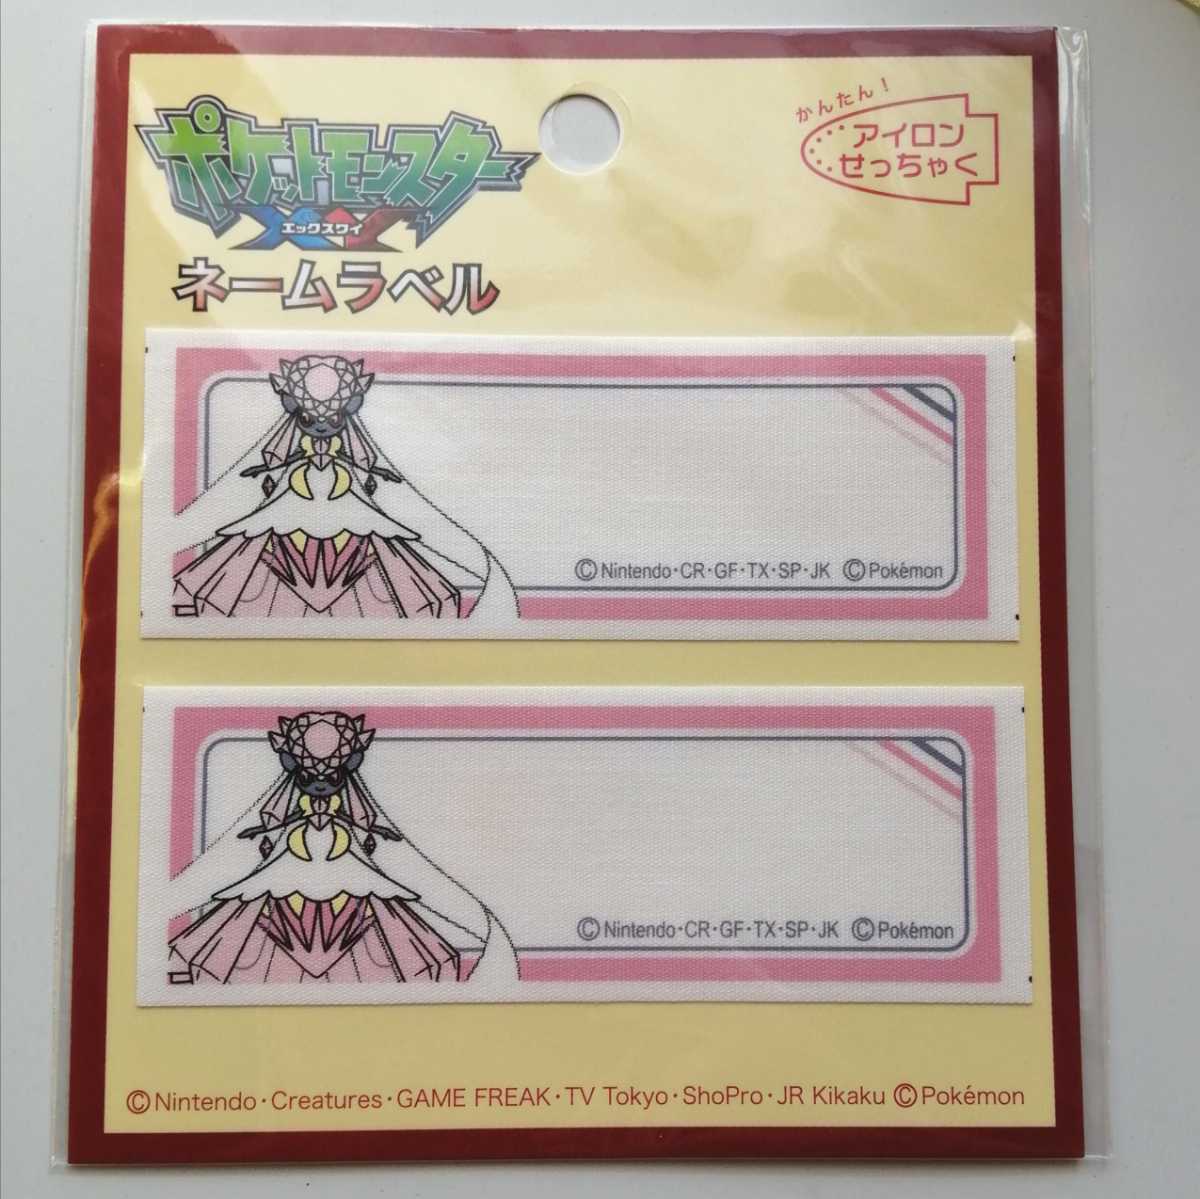 かんたん!
アイロン
せっちゃく
ポケットモンスター
XY
エックスワイ
ネームラベル
©Nintendo・CR・GF・TX・SP・JK ©Pokémon
©Nintendo・CR・GF・TX・SP・JK ©Pokémon
©Nintendo・Creatures・GAME FREAK・TV Tokyo・ShoPro・JR Kikaku ©Pokémon